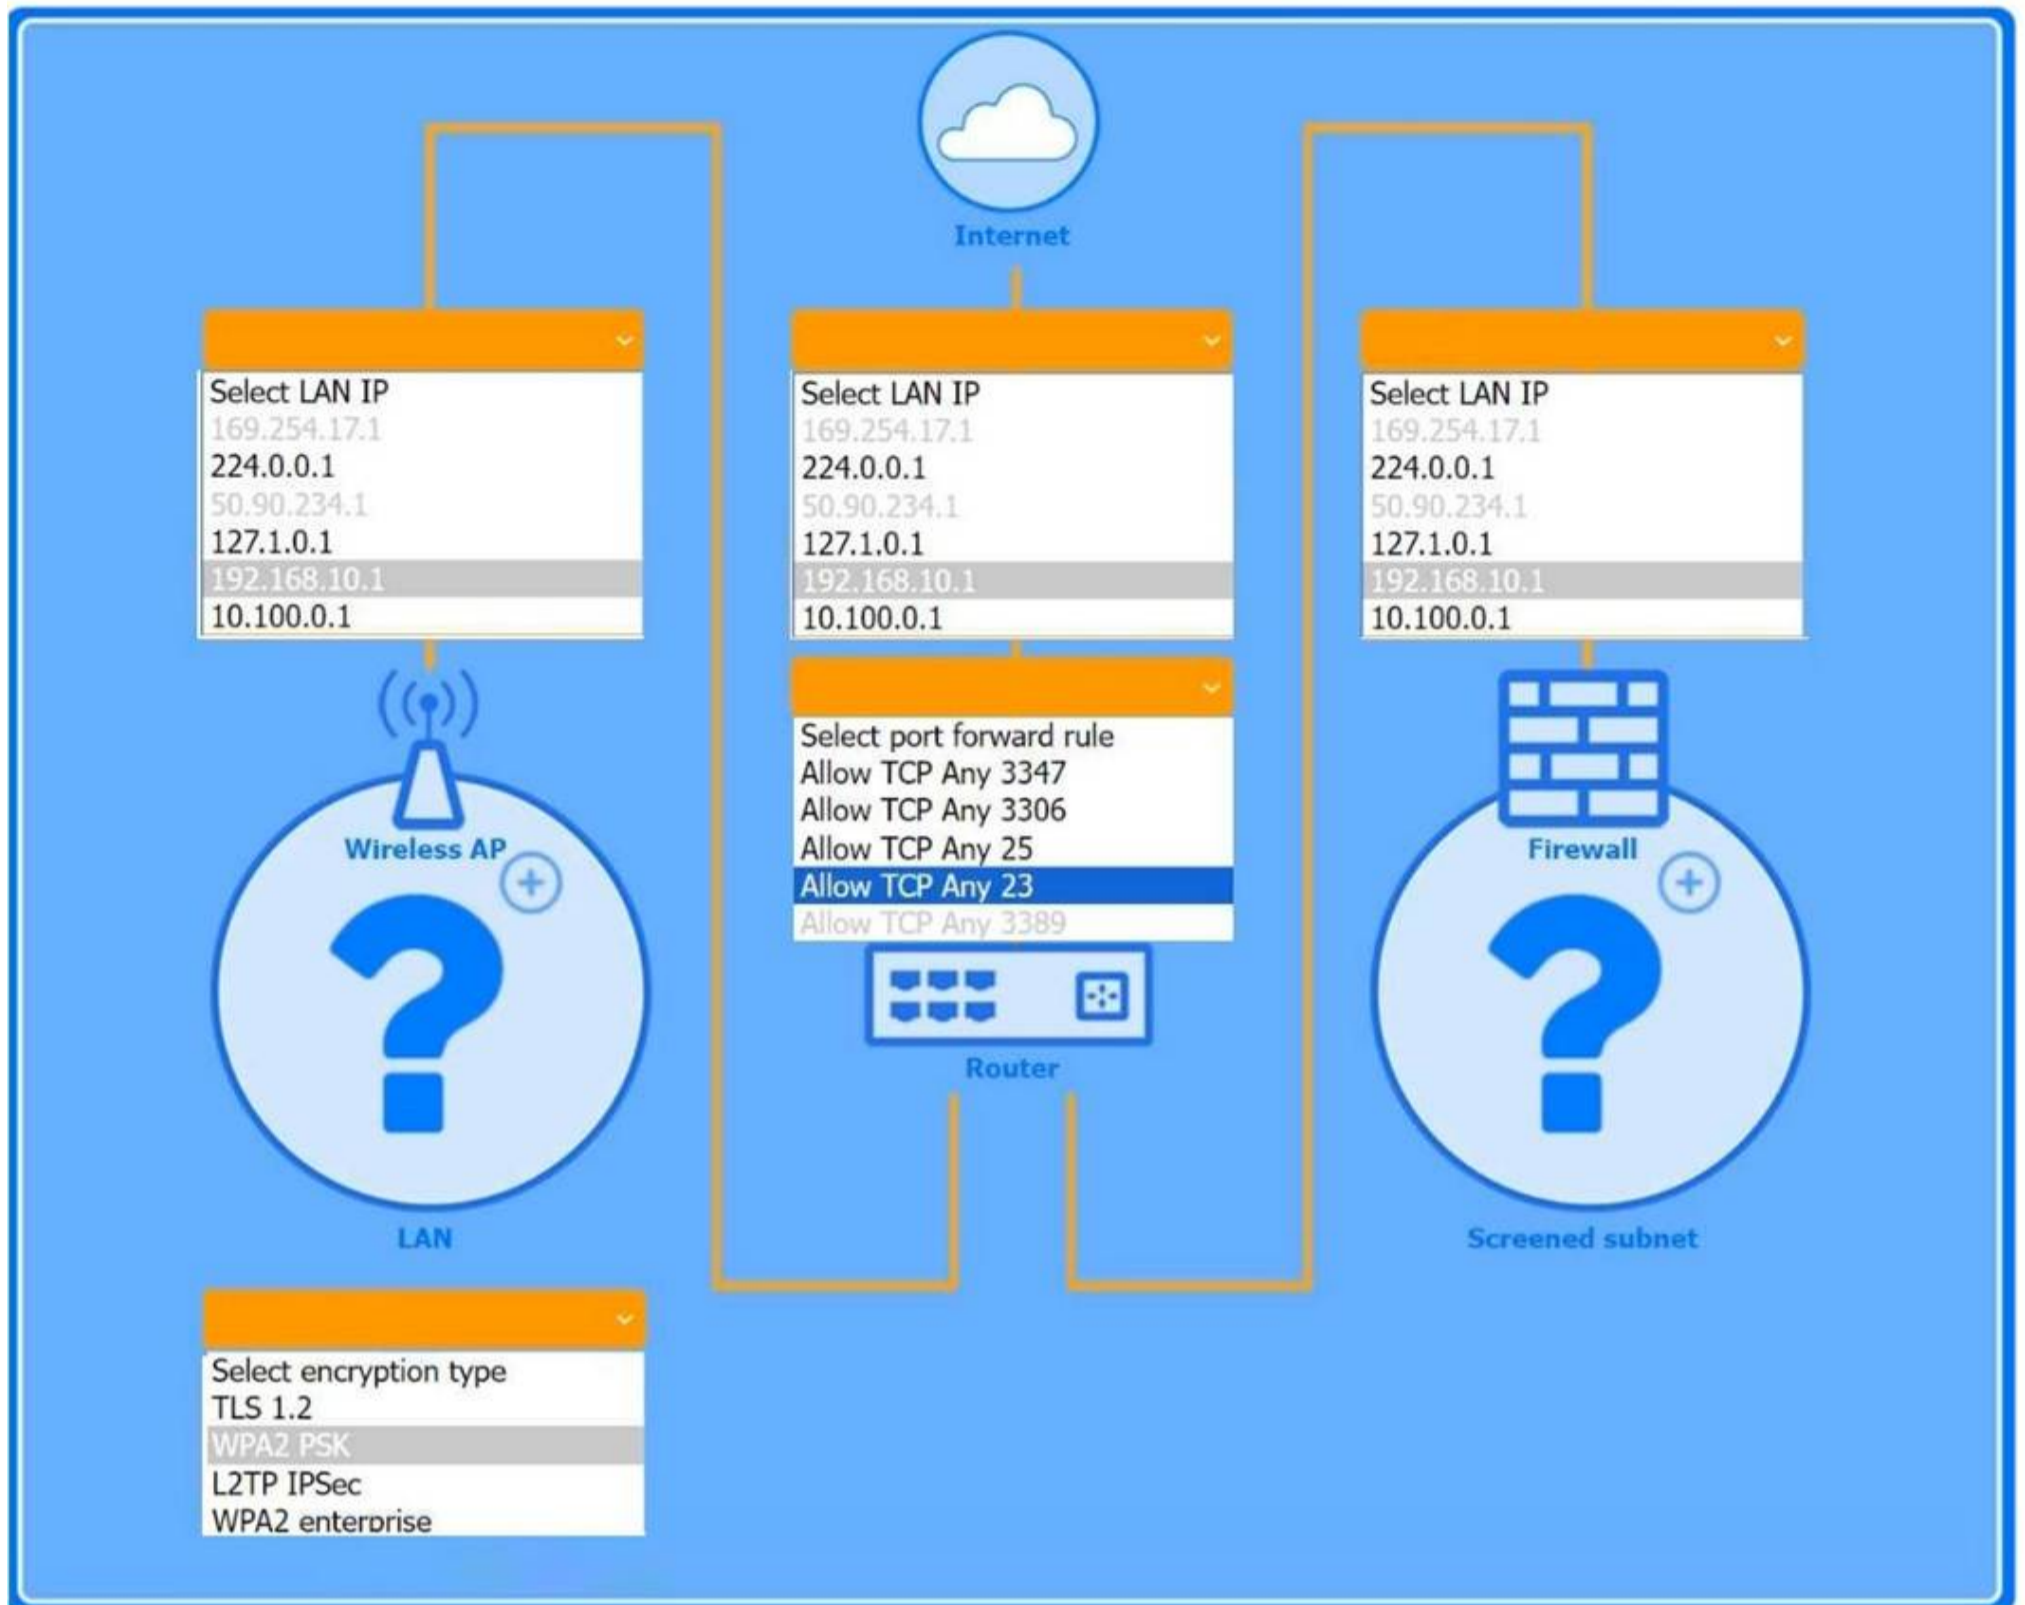 Internet
Select LAN IP
169.254.17.1
224.0.0.1
50.90.234.1
127.1.0.1
192.168.10.1
10.100.0.1
Select LAN IP
169.254.17.1
224.0.0.1
50.90.234.1
127.1.0.1
192.168.10.1
10.100.0.1
Select LAN IP
169.254.17.1
224.0.0.1
50.90.234.1
127.1.0.1
192.168.10.1
10.100.0.1
Select port forward rule
Allow TCP Any 3347
Allow TCP Any 3306
Allow TCP Any 25
Allow TCP Any 23
Allow TCP Any 3389
Wireless AP
Firewall
Router
LAN
Screened subnet
Select encryption type
TLS 1.2
WPA2 PSK
L2TP IPSec
WPA2 enterprise